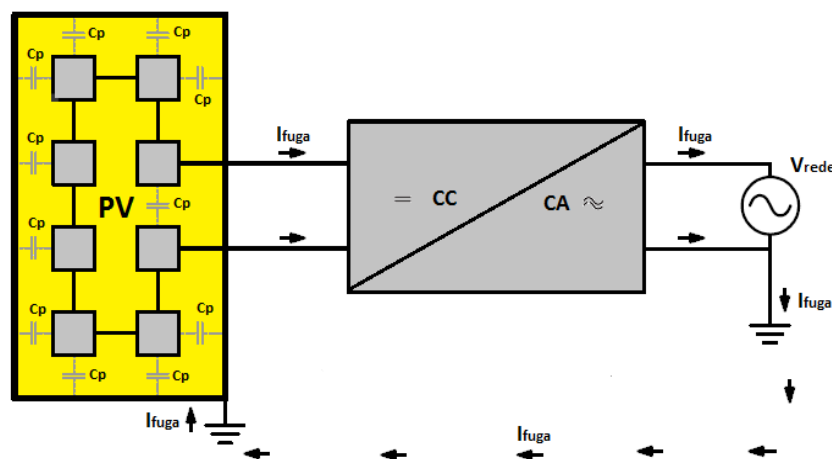 Cp Cp
Cp Cp
Ifuga Ifuga
Cp Vrede
PV Cp = CC CA ≈
Cp
Ifuga
Cp Cp
Cp Cp
Ifuga Ifuga